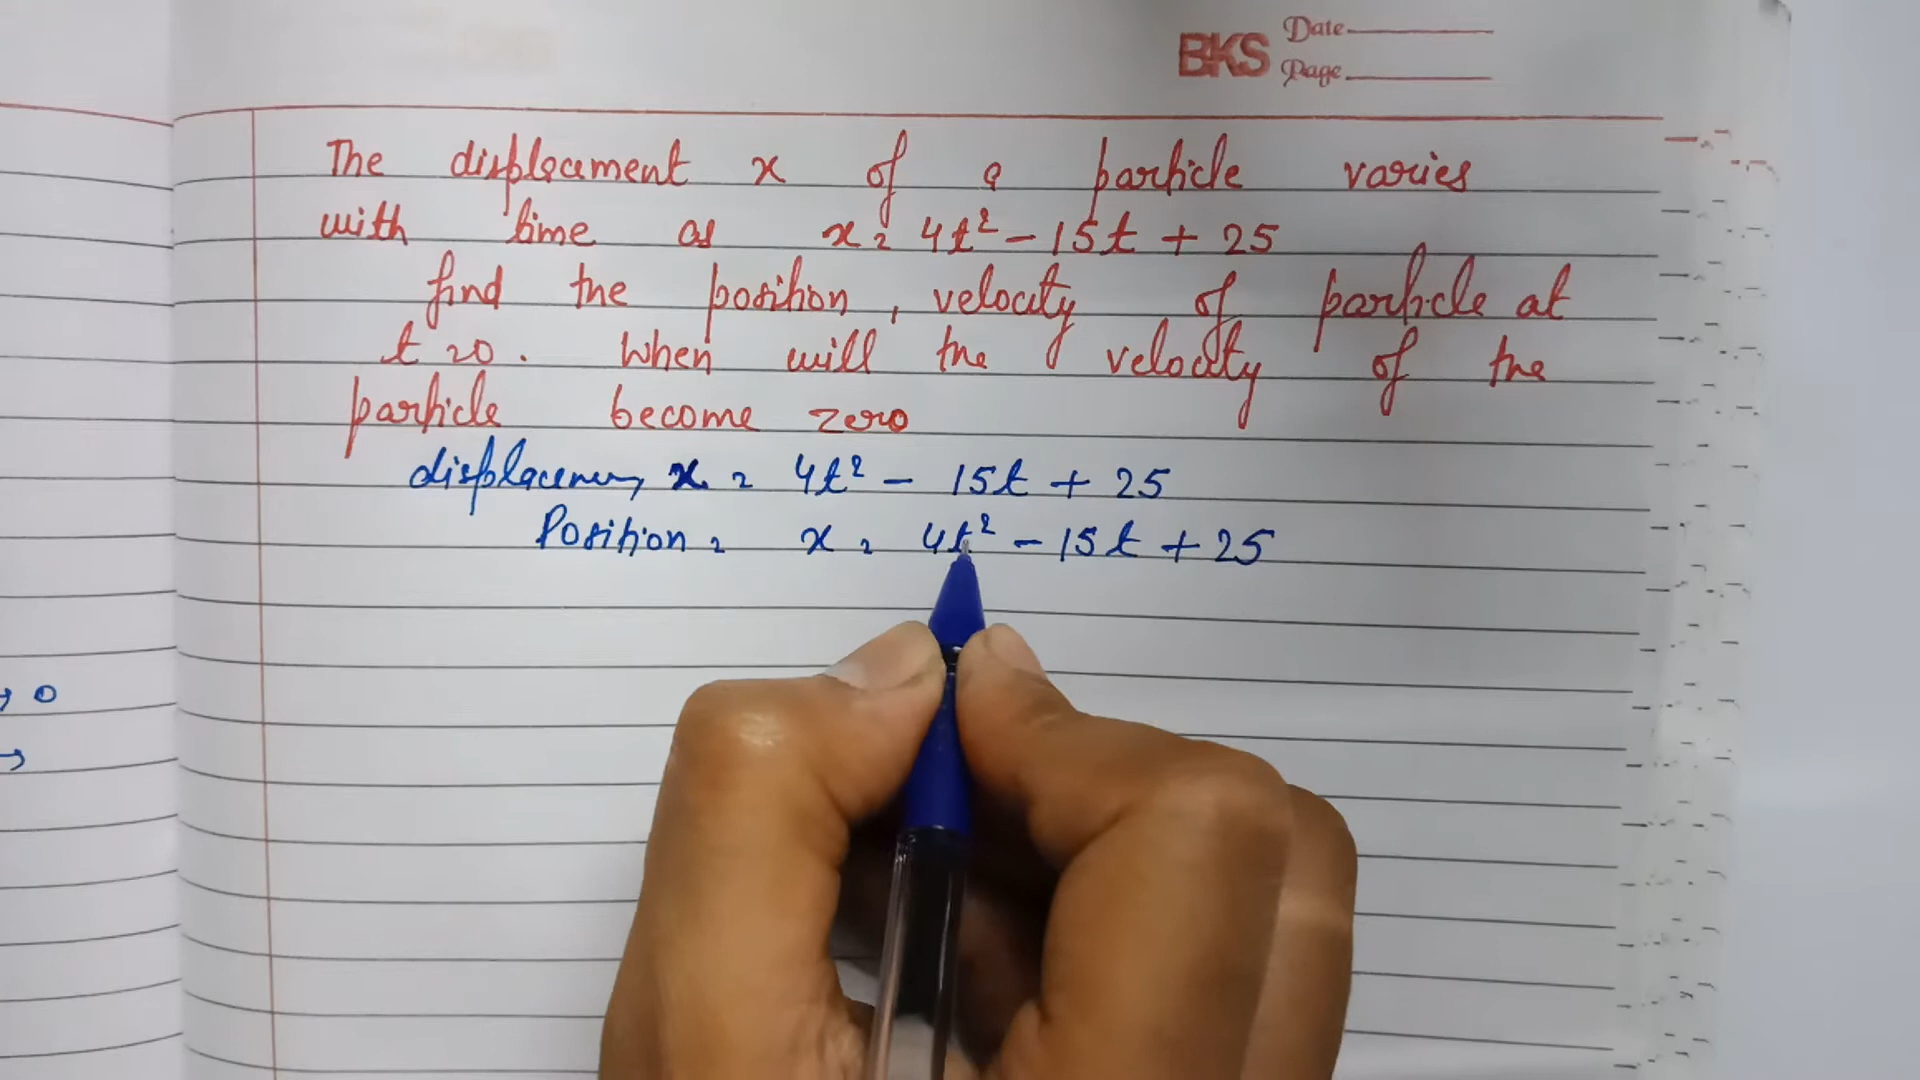 BKS Date
Page
The displacement x of a particle varies
with time as x = 4t² - 15t + 25
find the position, velocity of particle at
t = 0. When will the velocity of the
particle become zero
x = 4t² - 15t + 25
Position = x = 4t² - 15t + 25
→ 0
→